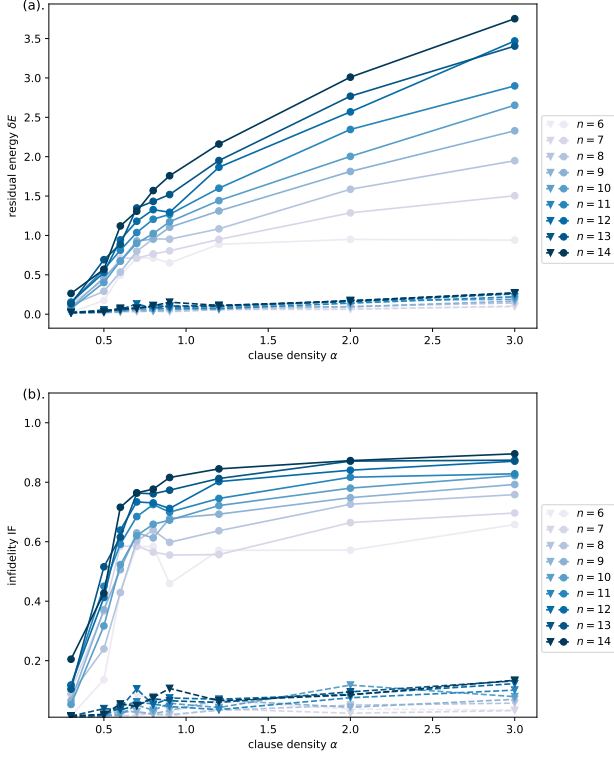 (a).
3.5
3.0
2.5
2.0
1.5
1.0
0.5
0.0
residual energy δE
0.5
1.0
1.5
2.0
2.5
3.0
clause density α
n = 6
n = 7
n = 8
n = 9
n = 10
n = 11
n = 12
n = 13
n = 14
(b).
1.0
0.8
0.6
0.4
0.2
infidelity IF
0.5
1.0
1.5
2.0
2.5
3.0
clause density α
n = 6
n = 7
n = 8
n = 9
n = 10
n = 11
n = 12
n = 13
n = 14